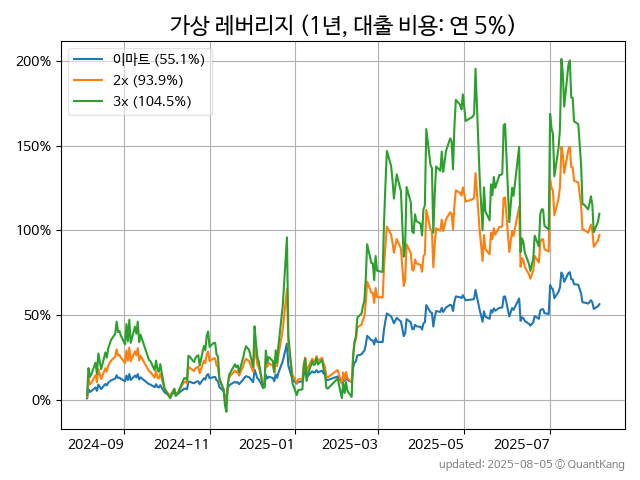 가상 레버리지 (1년, 대출 비용: 연 5%)
이마트 (55.1%)
2x (93.9%)
3x (104.5%)
200%
150%
100%
50%
0%
2024-09
2024-11
2025-01
2025-03
2025-05
2025-07
updated: 2025-08-05 © QuantKang